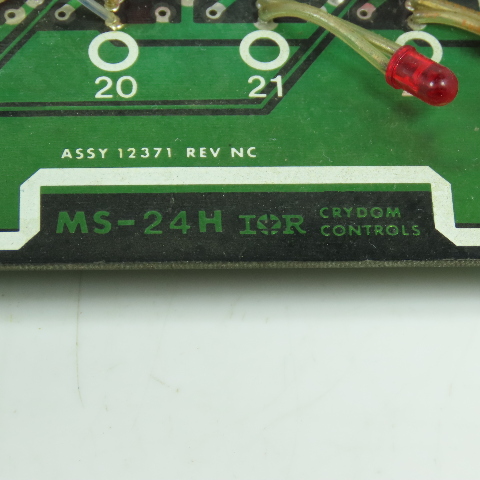 20 21
ASSY 12371 REV NC
MS-24H IOR CRYDOM
CONTROLS